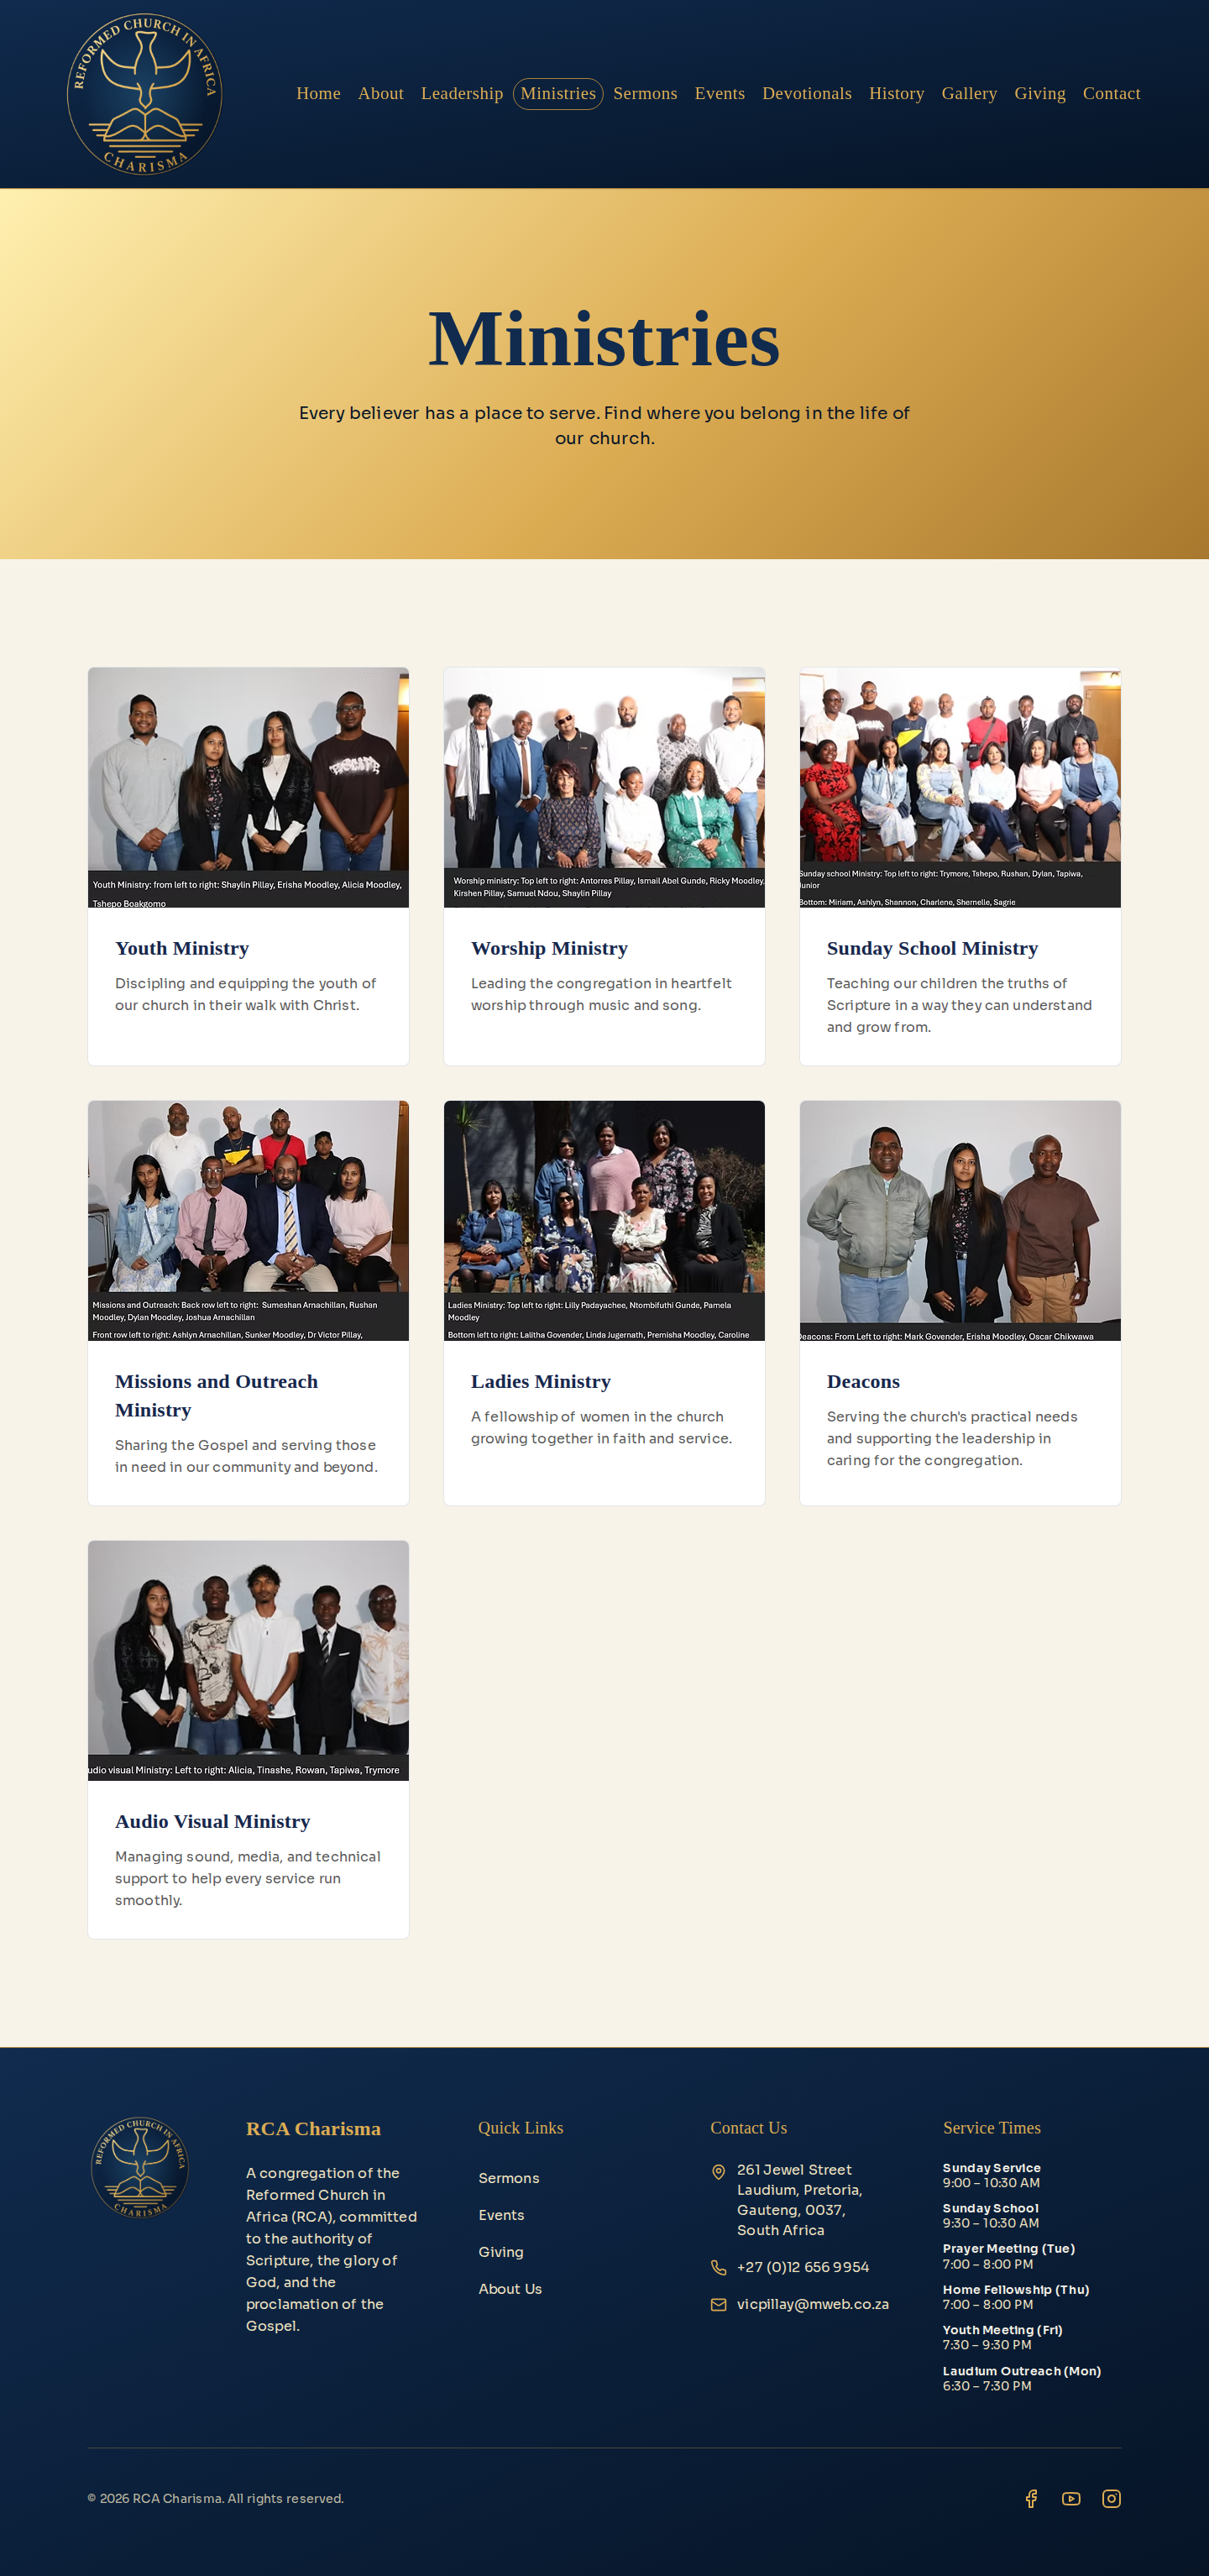 REFORMED CHURCH IN AFRICA
CHARISMA
Home About Leadership Ministries Sermons Events Devotionals History Gallery Giving Contact
Ministries
Every believer has a place to serve. Find where you belong in the life of
our church.
Youth Ministry: from left to right: Shaylin Pillay, Erisha Moodley, Alicia Moodley,
Tshepo Boakgomo
Youth Ministry
Discipling and equipping the youth of
our church in their walk with Christ.
Worship ministry: Top left to right: Antorres Pillay, Ismail Abel Gunde, Ricky Moodley,
Kirshen Pillay, Samuel Ndou, Shaylin Pillay
Worship Ministry
Leading the congregation in heartfelt
worship through music and song.
Sunday school Ministry: Top left to right: Trymore, Tshepo, Rushan, Dylan, Tapiwa,
unior
Bottom: Miriam, Ashlyn, Shannon, Charlene, Shernelle, Sagrie
Sunday School Ministry
Teaching our children the truths of
Scripture in a way they can understand
and grow from.
Missions and Outreach: Back row left to right: Sumeshan Arnachillan, Rushan
Moodley, Dylan Moodley, Joshua Arnachillan
Front row left to right: Ashlyn Arnachillan, Sunker Moodley, Dr Victor Pillay,
Missions and Outreach
Ministry
Sharing the Gospel and serving those
in need in our community and beyond.
Ladies Ministry: Top left to right: Lilly Padayachee, Ntombifuthi Gunde, Pamela
Moodley
Bottom left to right: Lalitha Govender, Linda Jugernath, Premisha Moodley, Caroline
Ladies Ministry
A fellowship of women in the church
growing together in faith and service.
Deacons: From Left to right: Mark Govender, Erisha Moodley, Oscar Chikwawa
Deacons
Serving the church's practical needs
and supporting the leadership in
caring for the congregation.
udio visual Ministry: Left to right: Alicia, Tinashe, Rowan, Tapiwa, Trymore
Audio Visual Ministry
Managing sound, media, and technical
support to help every service run
smoothly.
REFORMED CHURCH IN AFRICA
CHARISMA
RCA Charisma
A congregation of the
Reformed Church in
Africa (RCA), committed
to the authority of
Scripture, the glory of
God, and the
proclamation of the
Gospel.
Quick Links
Sermons
Events
Giving
About Us
Contact Us
261 Jewel Street
Laudium, Pretoria,
Gauteng, 0037,
South Africa
+27 (0)12 656 9954
vicpillay@mweb.co.za
Service Times
Sunday Service
9:00 – 10:30 AM
Sunday School
9:30 – 10:30 AM
Prayer Meeting (Tue)
7:00 – 8:00 PM
Home Fellowship (Thu)
7:00 – 8:00 PM
Youth Meeting (Fri)
7:30 – 9:30 PM
Laudium Outreach (Mon)
6:30 – 7:30 PM
© 2026 RCA Charisma. All rights reserved.